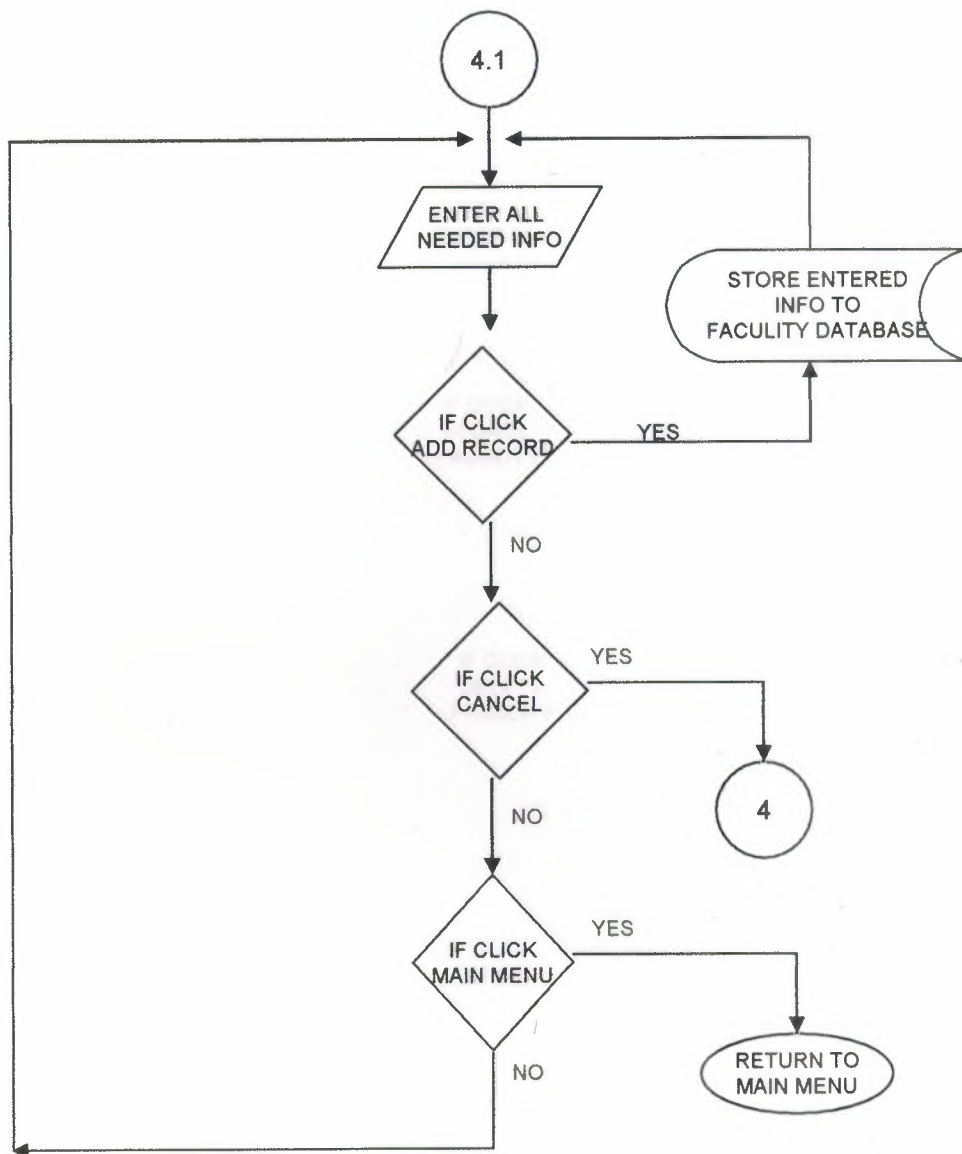 4.1
ENTER ALL
NEEDED INFO
STORE ENTERED
INFO TO
FACULITY DATABASE
IF CLICK
ADD RECORD
YES
NO
IF CLICK
CANCEL
YES
4
NO
IF CLICK
MAIN MENU
YES
RETURN TO
MAIN MENU
NO